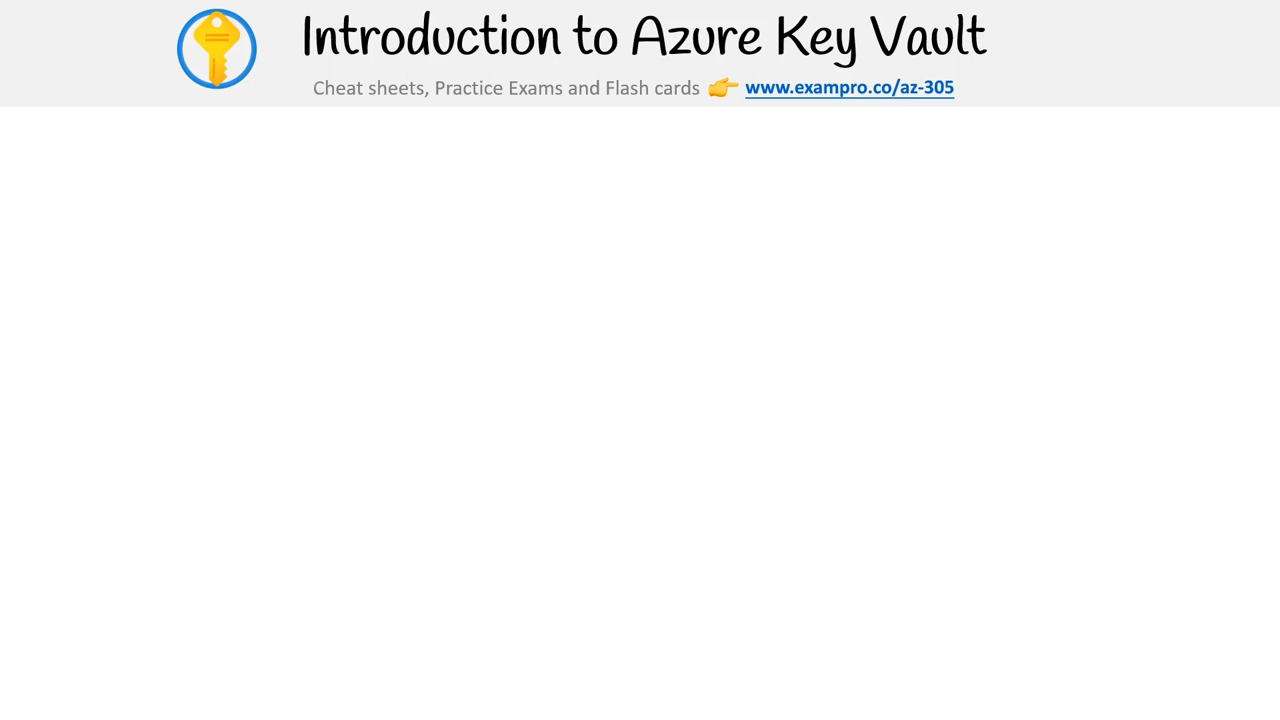 Introduction to Azure Key Vault
Cheat sheets, Practice Exams and Flash cards 👉 www.exampro.co/az-305